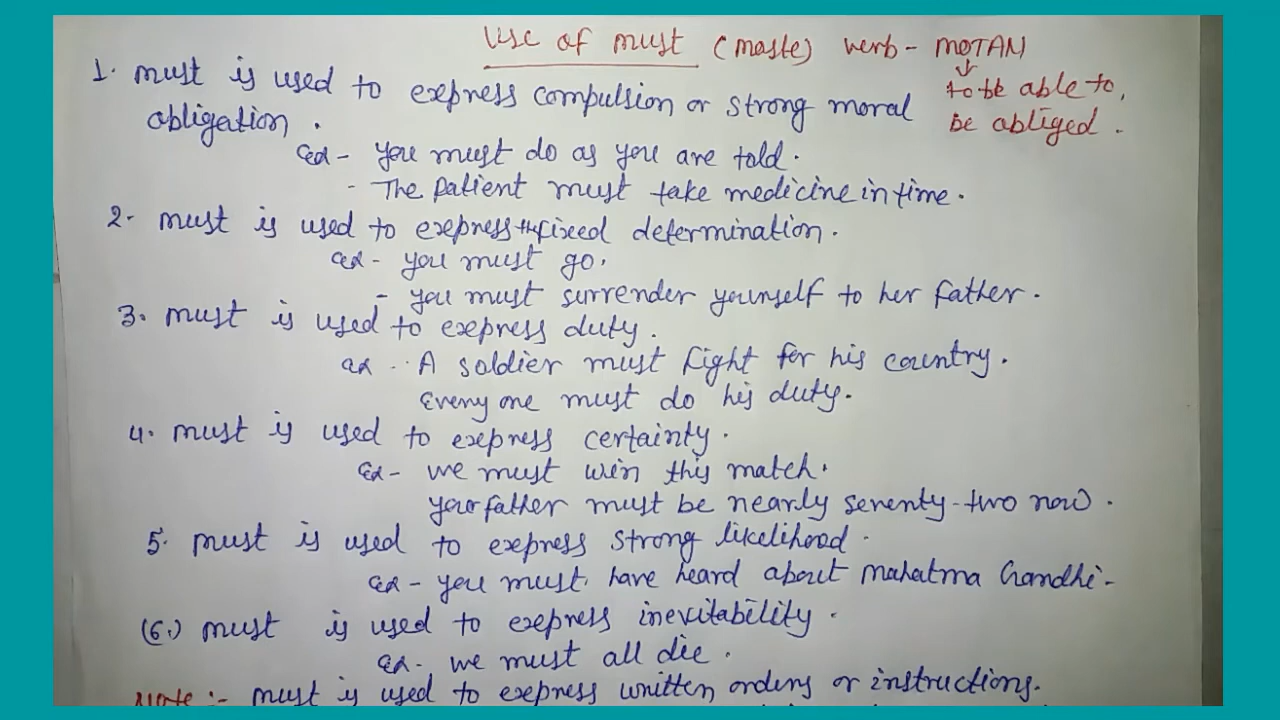 Use of must (moste) verb - MOTAN
↓
to be able to,
be obliged.
1. must is used to express compulsion or strong moral
obligation.
Ex - You must do as you are told.
- The patient must take medicine in time.
2- must is used to express the fixed determination.
Ex - you must go.
- you must surrender yourself to her father.
3. must is used to express duty.
Ex - A soldier must fight for his country.
Every one must do his duty.
4. must is used to express certainty.
Ex - we must win this match.
your father must be nearly seventy-two now.
5. must is used to express strong likelihood.
Ex - you must have heard about mahatma Gandhi -
(6.) must is used to express inevitability.
Ex - we must all die.
Note :- must is used to express written orders or instructions.